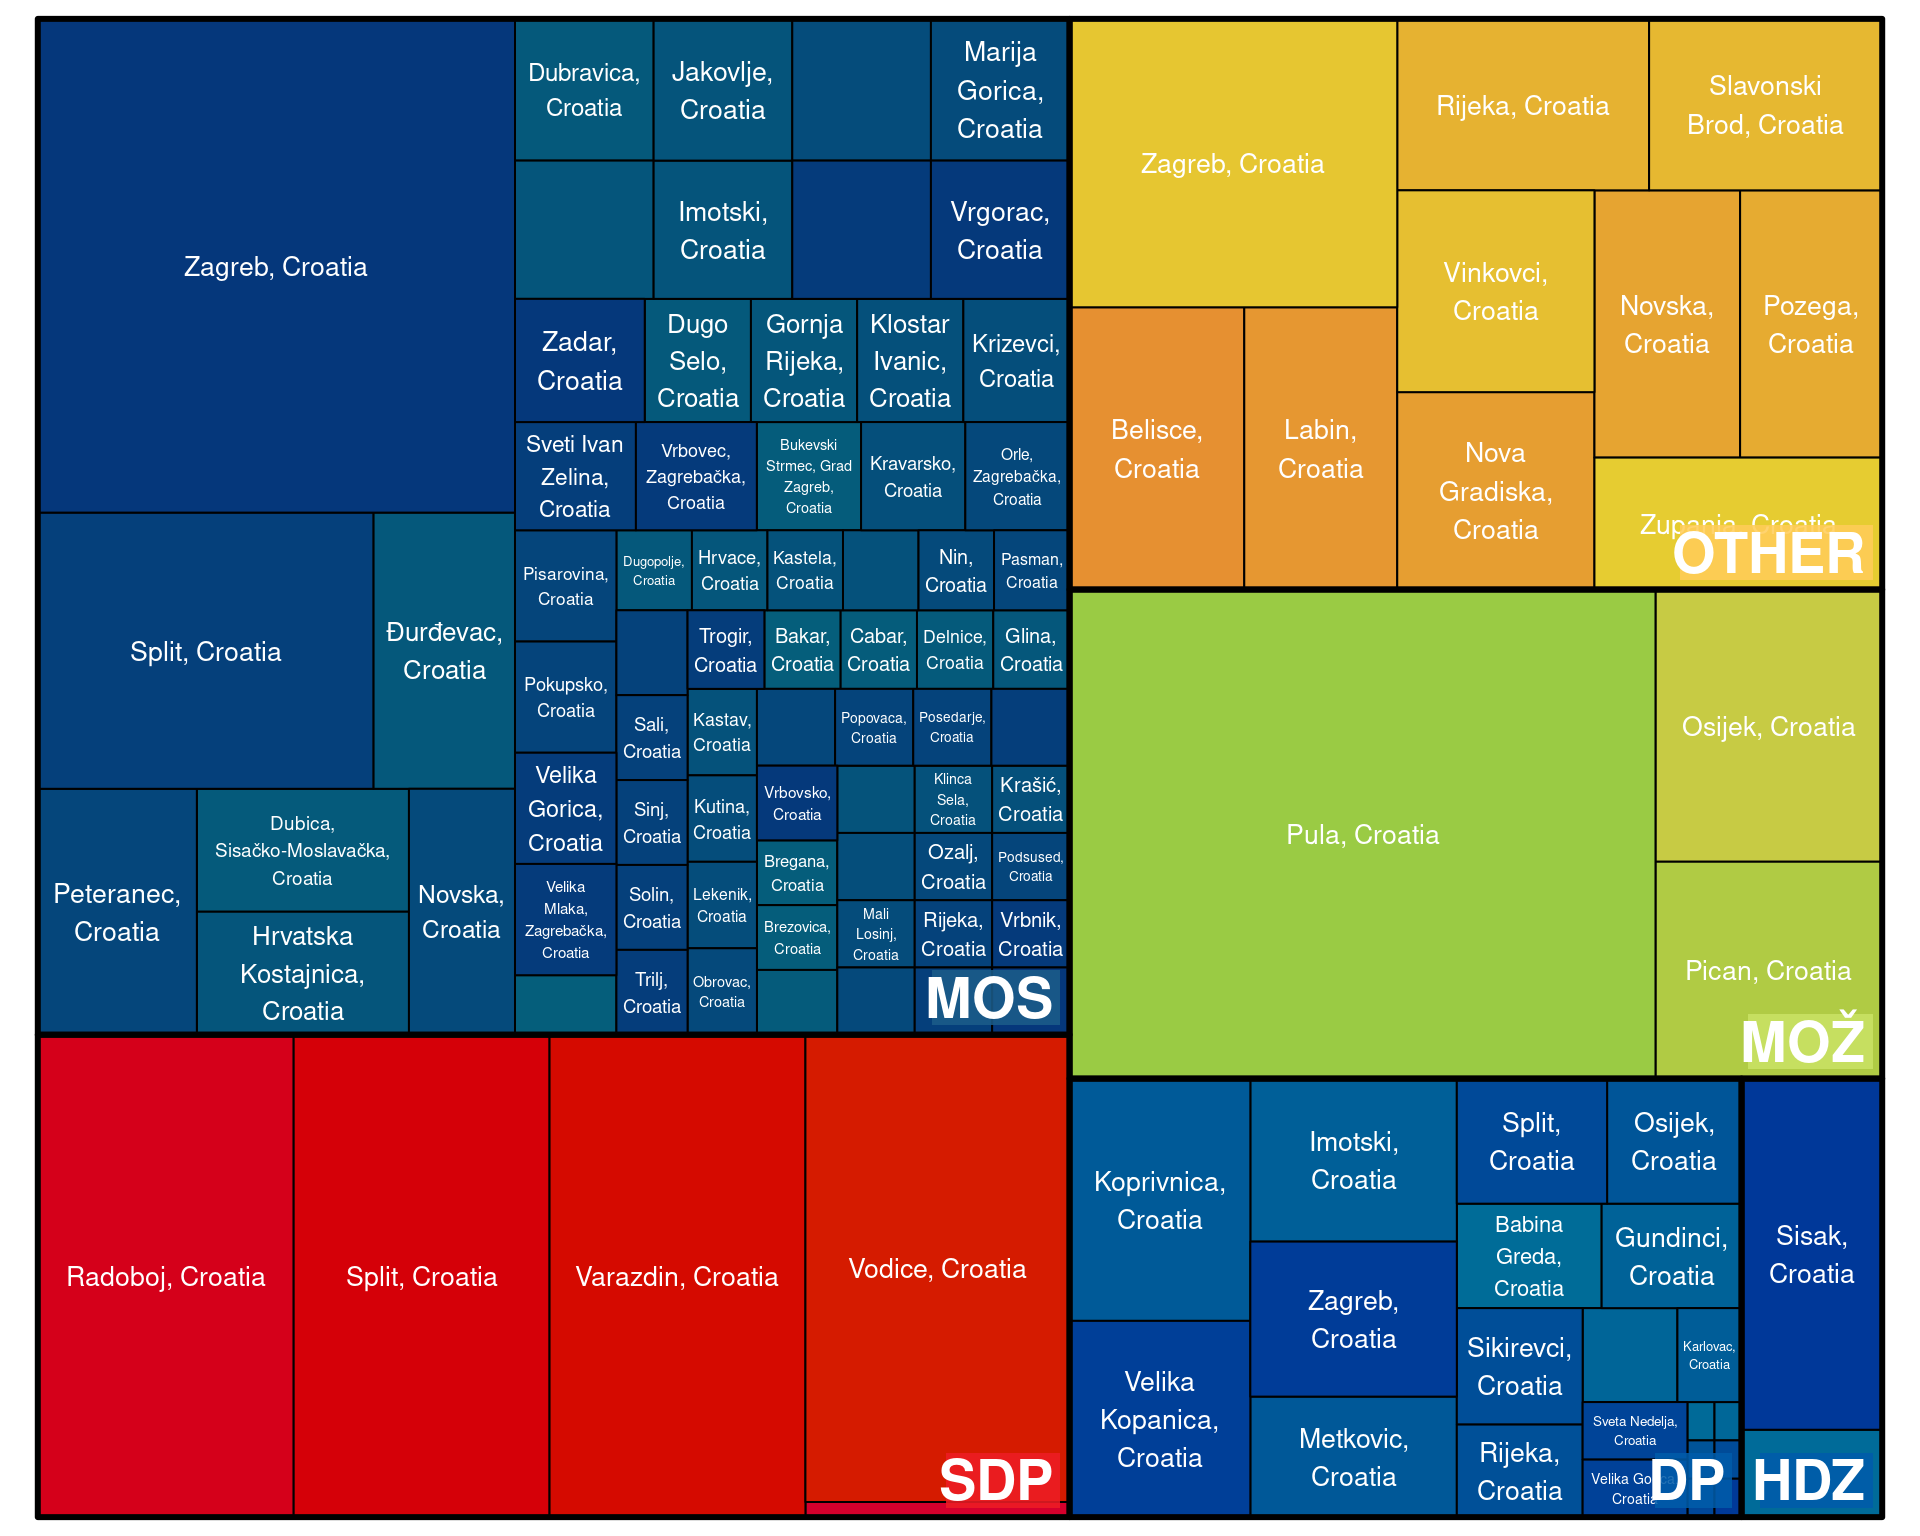 Zagreb, Croatia
Dubravica,
Croatia
Jakovlje,
Croatia
Marija
Gorica,
Croatia
Imotski,
Croatia
Vrgorac,
Croatia
Zadar,
Croatia
Dugo
Selo,
Croatia
Gornja
Rijeka,
Croatia
Klostar
Ivanic,
Croatia
Krizevci,
Croatia
Sveti Ivan
Zelina,
Croatia
Vrbovec,
Zagrebačka,
Croatia
Bukevski
Strmec, Grad
Zagreb,
Croatia
Kravarsko,
Croatia
Orle,
Zagrebačka,
Croatia
Split, Croatia
Đurđevac,
Croatia
Pisarovina,
Croatia
Dugopolje,
Croatia
Hrvace,
Croatia
Kastela,
Croatia
Nin,
Croatia
Pasman,
Croatia
Trogir,
Croatia
Bakar,
Croatia
Cabar,
Croatia
Delnice,
Croatia
Glina,
Croatia
Pokupsko,
Croatia
Sali,
Croatia
Kastav,
Croatia
Popovaca,
Croatia
Posedarje,
Croatia
Velika
Gorica,
Croatia
Sinj,
Croatia
Kutina,
Croatia
Vrbovsko,
Croatia
Klinca
Sela,
Croatia
Krašić,
Croatia
Peteranec,
Croatia
Dubica,
Sisačko-Moslavačka,
Croatia
Hrvatska
Kostajnica,
Croatia
Novska,
Croatia
Velika
Mlaka,
Zagrebačka,
Croatia
Solin,
Croatia
Lekenik,
Croatia
Bregana,
Croatia
Ozalj,
Croatia
Podsused,
Croatia
Brezovica,
Croatia
Mali
Losinj,
Croatia
Rijeka,
Croatia
Vrbnik,
Croatia
Trilj,
Croatia
Obrovac,
Croatia
MOS
Zagreb, Croatia
Rijeka, Croatia
Slavonski
Brod, Croatia
Vinkovci,
Croatia
Novska,
Croatia
Pozega,
Croatia
Belisce,
Croatia
Labin,
Croatia
Nova
Gradiska,
Croatia
Zupanja, Croatia
OTHER
Pula, Croatia
Osijek, Croatia
Pican, Croatia
MOŽ
Radoboj, Croatia
Split, Croatia
Varazdin, Croatia
Vodice, Croatia
SDP
Koprivnica,
Croatia
Imotski,
Croatia
Split,
Croatia
Osijek,
Croatia
Babina
Greda,
Croatia
Gundinci,
Croatia
Velika
Kopanica,
Croatia
Zagreb,
Croatia
Metkovic,
Croatia
Sikirevci,
Croatia
Karlovac,
Croatia
Rijeka,
Croatia
Sveta Nedelja,
Croatia
Velika Gorica,
Croatia
DP
Sisak,
Croatia
HDZ